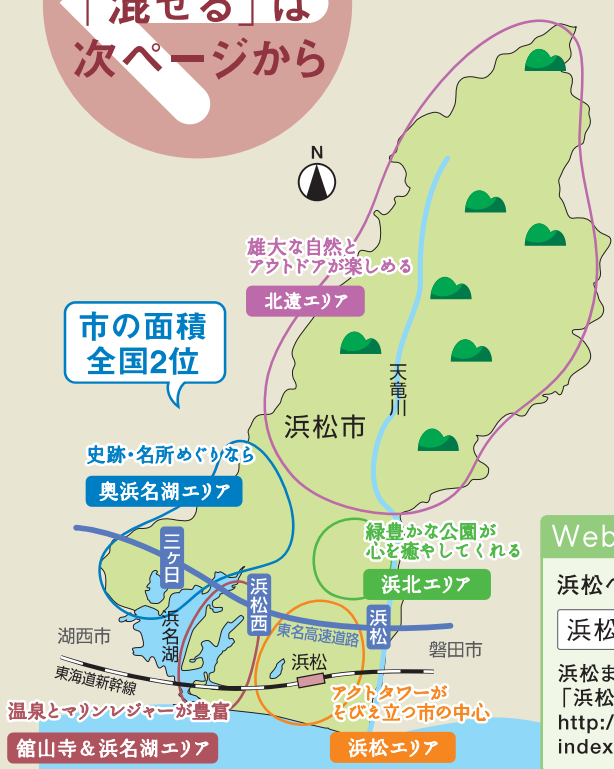 「混ぜる」は
次ページから
N
雄大な自然と
アウトドアが楽しめる
北遠エリア
市の面積
全国2位
天竜川
浜松市
史跡・名所めぐりなら
奥浜名湖エリア
緑豊かな公園が
心を癒やしてくれる
浜北エリア
三ヶ日
浜松西
浜松
東名高速道路
浜名湖
湖西市
磐田市
浜松
東海道新幹線
温泉とマリンレジャーが豊富
舘山寺&浜名湖エリア
アクトタワーが
そびえ立つ市の中心
浜松エリア
Web
浜松へ
浜松
浜松ま
「浜松
http:/
index